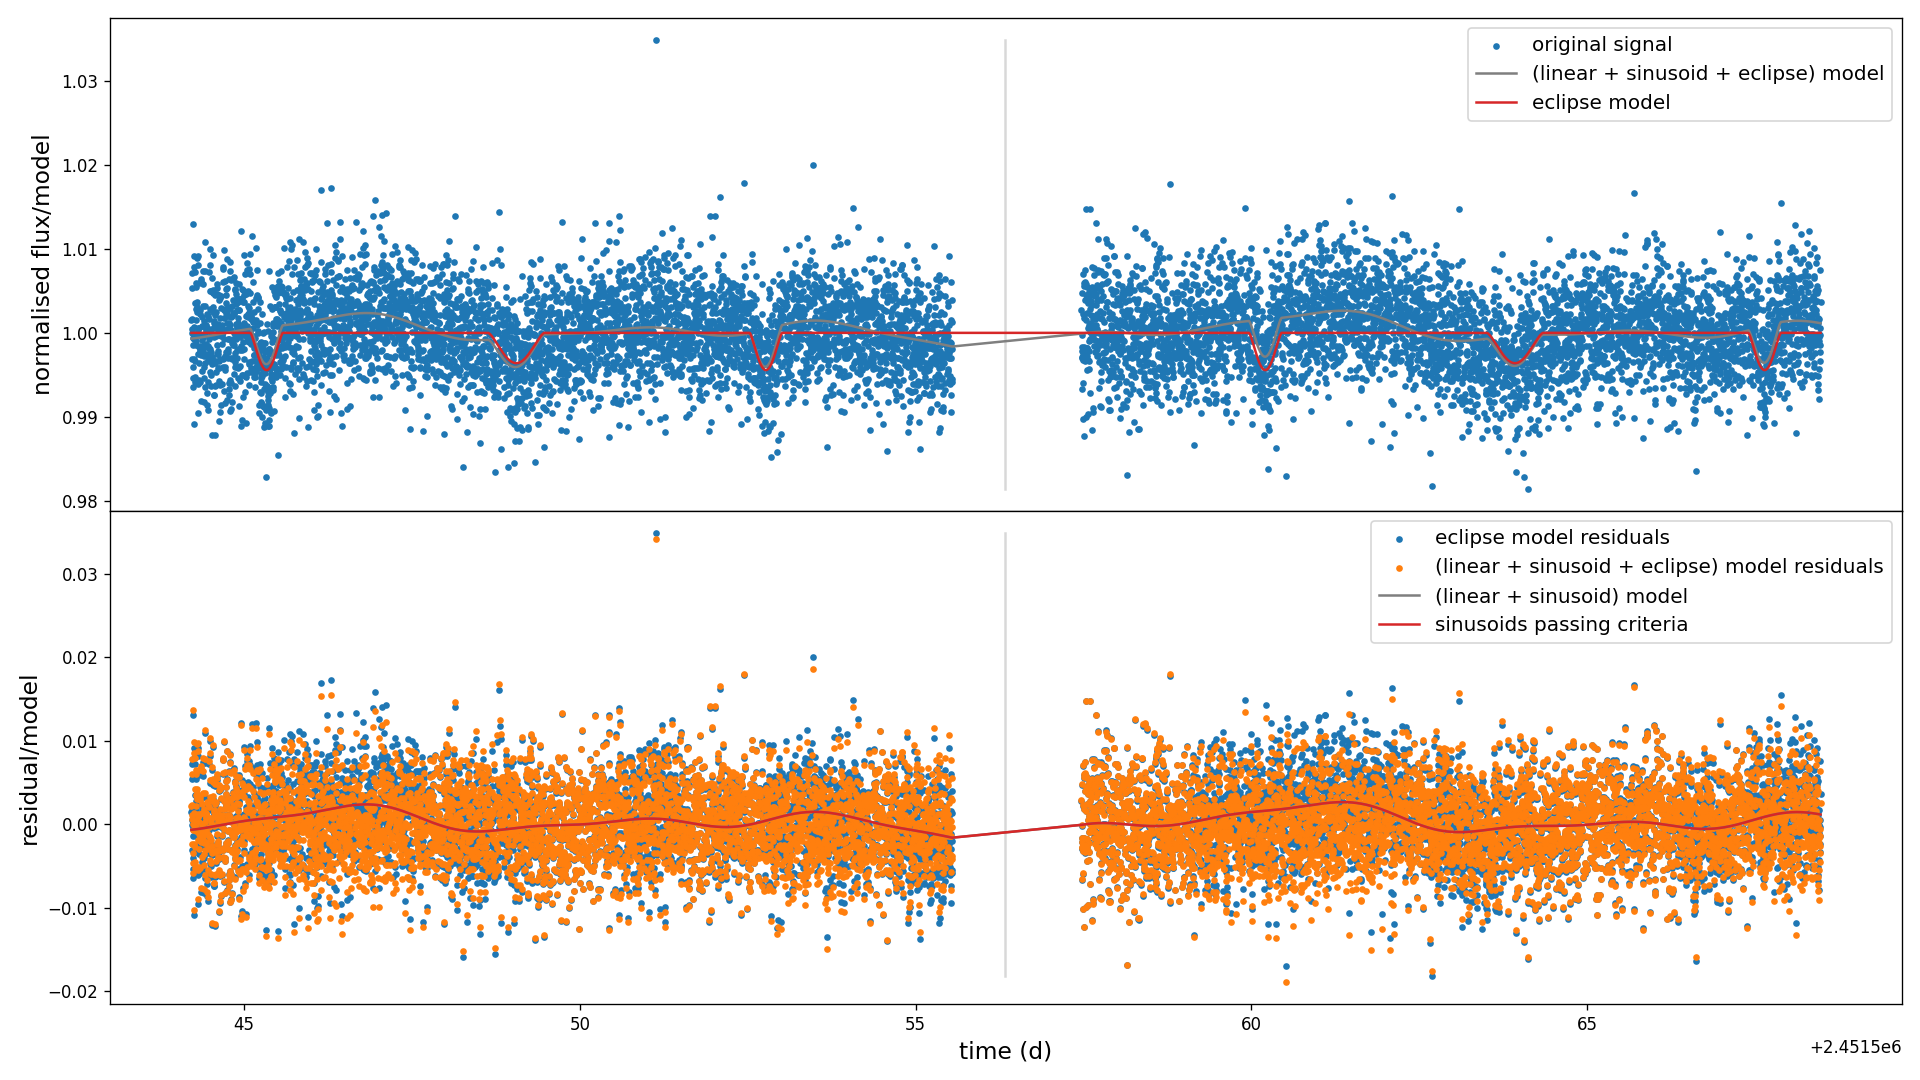 normalised flux/model
1.03
1.02
1.01
1.00
0.99
0.98
original signal
(linear + sinusoid + eclipse) model
eclipse model
residual/model
0.03
0.02
0.01
0.00
−0.01
−0.02
eclipse model residuals
(linear + sinusoid + eclipse) model residuals
(linear + sinusoid) model
sinusoids passing criteria
45 50 55 60 65
time (d)
+2.4515e6